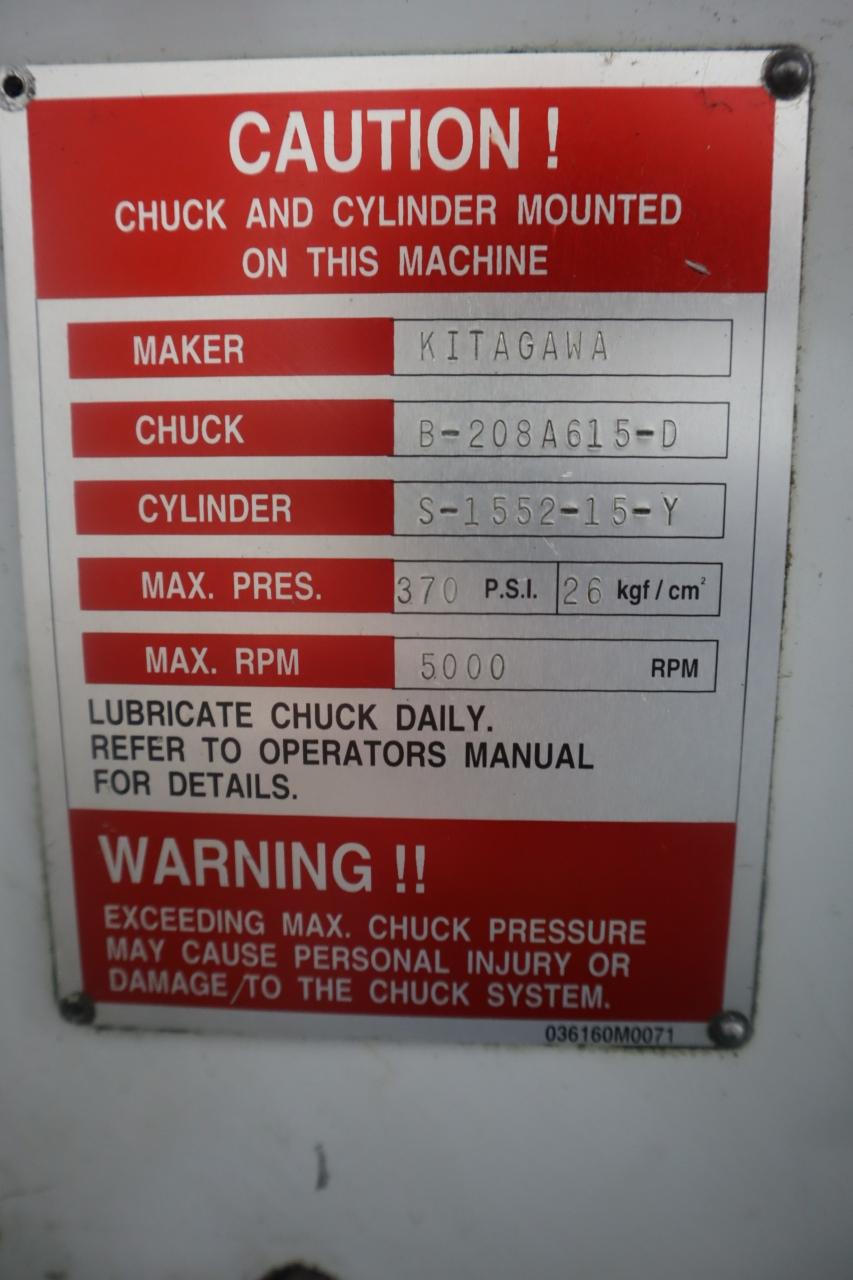 CAUTION !
CHUCK AND CYLINDER MOUNTED
ON THIS MACHINE
MAKER KITAGAWA
CHUCK B-208A615-D
CYLINDER S-1552-15-Y
MAX. PRES. 370 P.S.I. 26 kgf / cm²
MAX. RPM 5000 RPM
LUBRICATE CHUCK DAILY.
REFER TO OPERATORS MANUAL
FOR DETAILS.
WARNING !!
EXCEEDING MAX. CHUCK PRESSURE
MAY CAUSE PERSONAL INJURY OR
DAMAGE TO THE CHUCK SYSTEM.
036160M0071